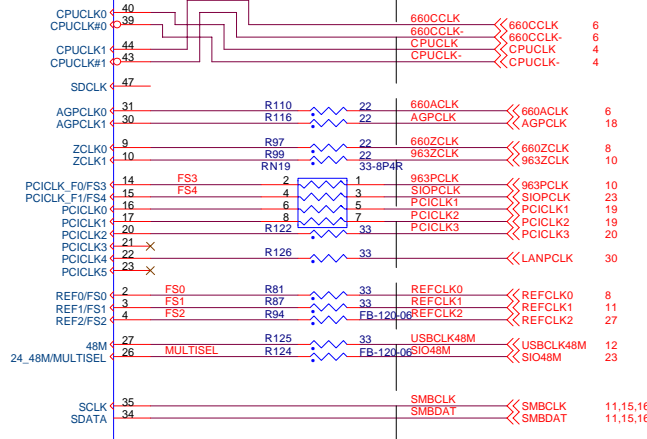 CPUCLK0 40 660CCLK 660CCLK 6
CPUCLK#0 39 660CCLK- 660CCLK- 6
CPUCLK1 44 CPUCLK CPUCLK 4
CPUCLK#1 43 CPUCLK- CPUCLK- 4
SDCLK 47
AGPCLK0 31 R110 22 660ACLK 660ACLK 6
AGPCLK1 30 R116 22 AGPCLK AGPCLK 18
ZCLK0 9 R97 22 660ZCLK 660ZCLK 8
ZCLK1 10 R99 22 963ZCLK 963ZCLK 10
RN19 33-8P4R
PCICLK_F0/FS3 14 FS3 2 1 963PCLK 963PCLK 10
PCICLK_F1/FS4 15 FS4 4 3 SIOPCLK SIOPCLK 23
PCICLK0 16 6 5 PCICLK1 PCICLK1 19
PCICLK1 17 8 7 PCICLK2 PCICLK2 19
PCICLK2 20 R122 33 PCICLK3 PCICLK3 20
PCICLK3 21
PCICLK4 22 R126 33 LANPCLK 30
PCICLK5 23
REF0/FS0 2 FS0 R81 33 REFCLK0 REFCLK0 8
REF1/FS1 3 FS1 R87 33 REFCLK1 REFCLK1 11
REF2/FS2 4 FS2 R94 FB-120-06 REFCLK2 REFCLK2 27
48M 27 R125 33 USBCLK48M USBCLK48M 12
24_48M/MULTISEL 26 MULTISEL R124 FB-120-06 SIO48M SIO48M 23
SCLK 35 SMBCLK SMBCLK 11,15,16
SDATA 34 SMBDAT SMBDAT 11,15,16